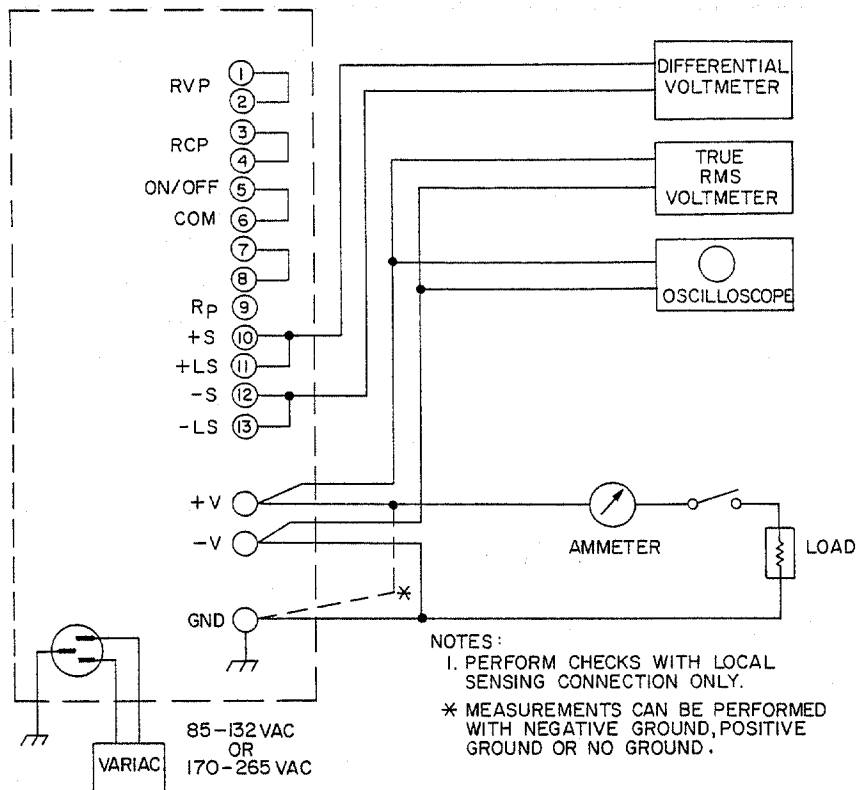 RVP
1
2
RCP
3
4
ON/OFF 5
COM 6
7
8
RP 9
+S 10
+LS 11
-S 12
-LS 13
+V
-V
GND
DIFFERENTIAL
VOLTMETER
TRUE
RMS
VOLTMETER
OSCILLOSCOPE
AMMETER
LOAD
*
VARIAC
85-132 VAC
OR
170-265 VAC
NOTES:
1. PERFORM CHECKS WITH LOCAL
SENSING CONNECTION ONLY.
* MEASUREMENTS CAN BE PERFORMED
WITH NEGATIVE GROUND, POSITIVE
GROUND OR NO GROUND.